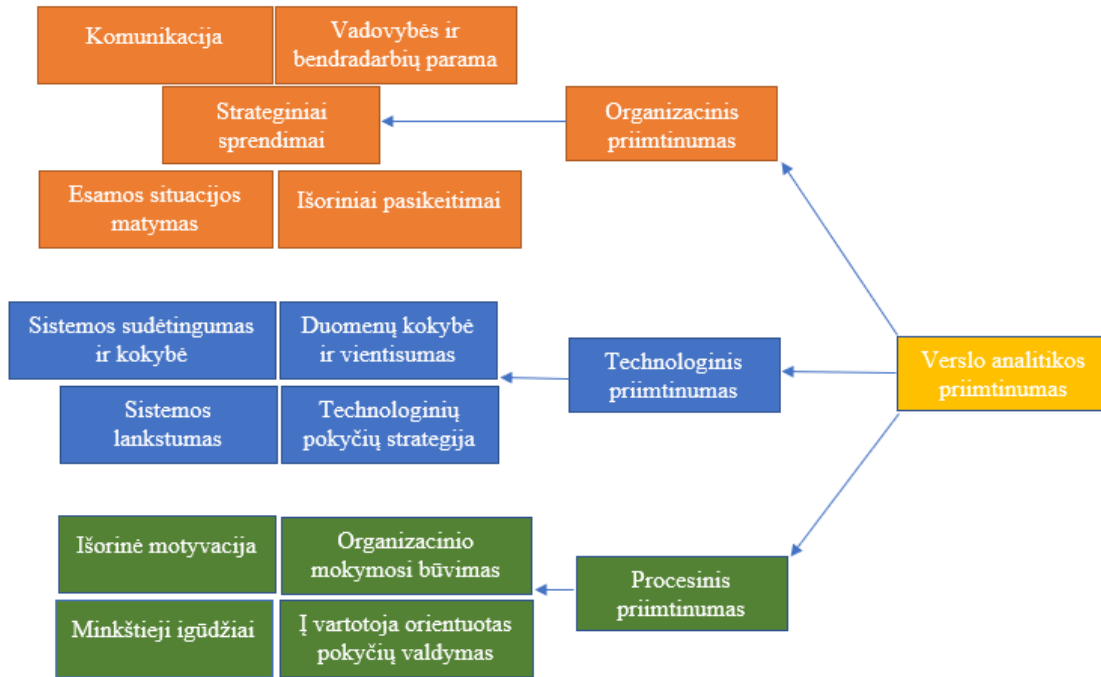 Komunikacija
Vadovybės ir
bendradarbių parama
Strateginiai
sprendimai
Organizacinis
priimtinumas
Esamos situacijos
matymas
Išoriniai pasikeitimai
Sistemos sudėtingumas
ir kokybė
Duomenų kokybė
ir vientisumas
Technologinis
priimtinumas
Verslo analitikos
priimtinumas
Sistemos
lankstumas
Technologinių
pokyčių strategija
Išorinė motyvacija
Organizacinio
mokymosi būvimas
Procesinis
priimtinumas
Minkštieji igūdžiai
Į vartotoja orientuotas
pokyčių valdymas